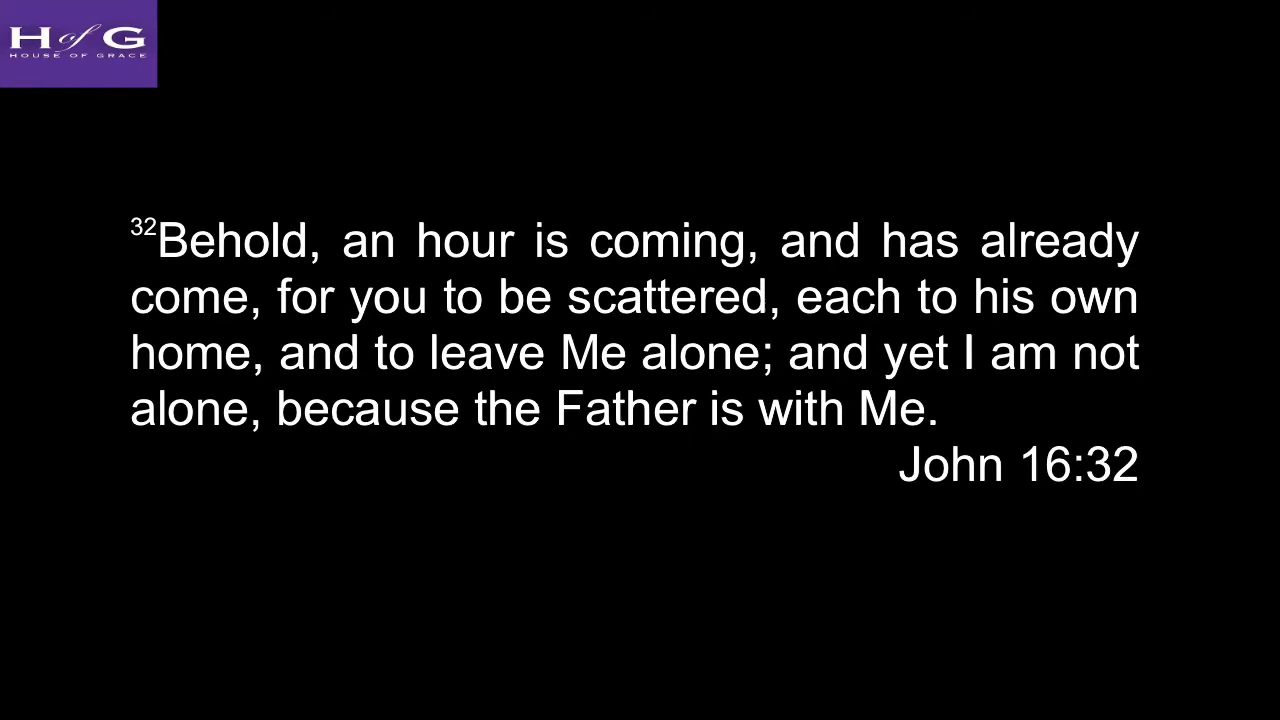 H of G
HOUSE OF GRACE
32Behold, an hour is coming, and has already
come, for you to be scattered, each to his own
home, and to leave Me alone; and yet I am not
alone, because the Father is with Me.
John 16:32